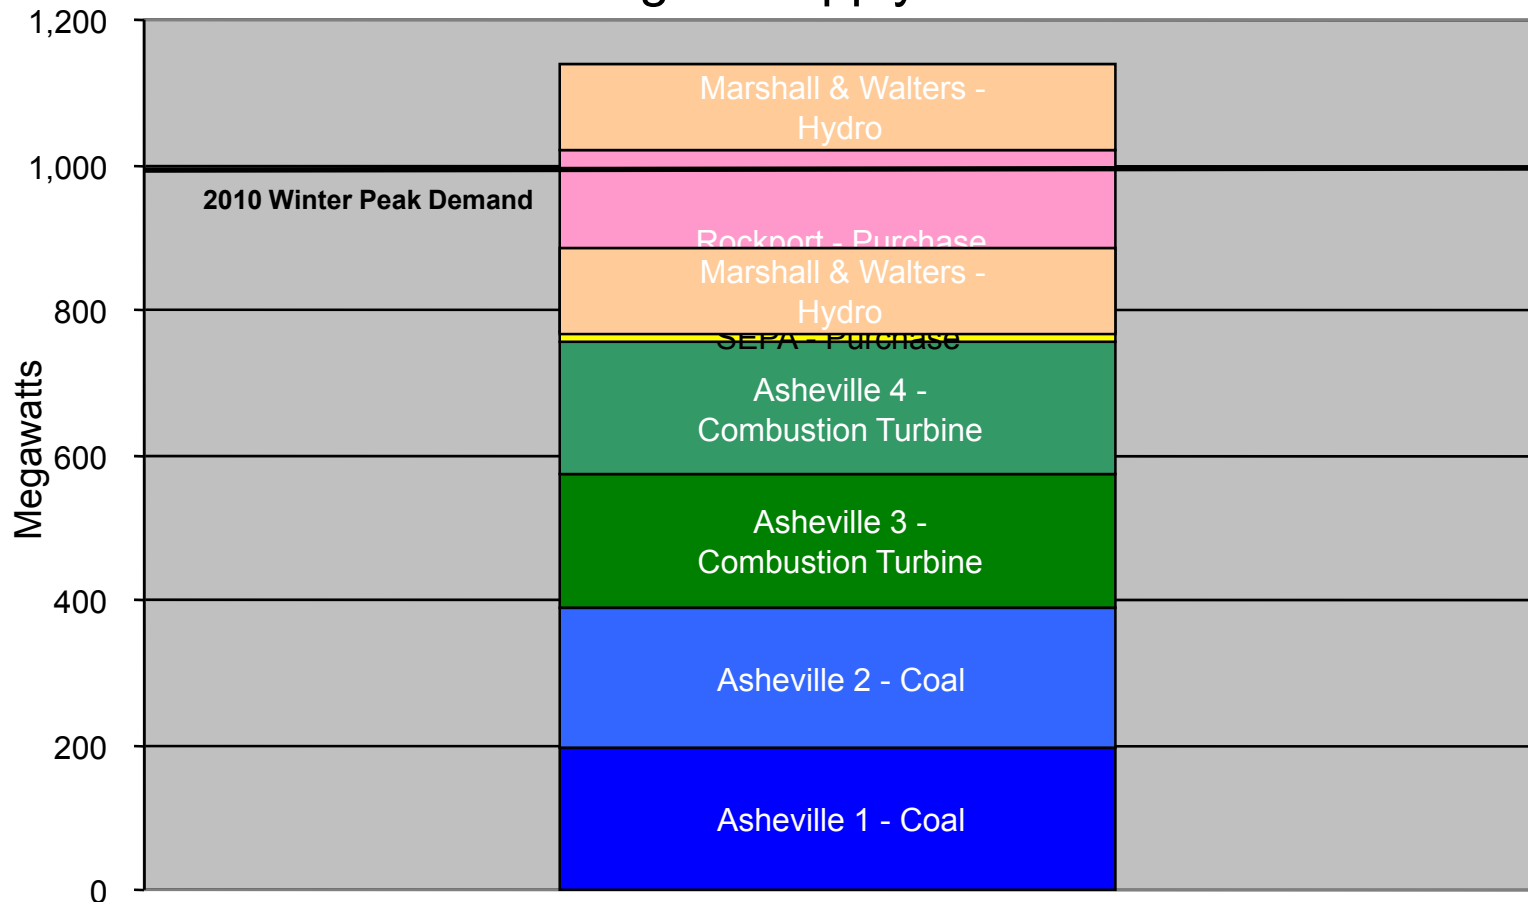 1,200
Marshall & Walters -
Hydro
1,000
2010 Winter Peak Demand
Rockport - Purchase
Marshall & Walters -
Hydro
800
SEPA - Purchase
Asheville 4 -
Combustion Turbine
Megawatts
600
Asheville 3 -
Combustion Turbine
400
Asheville 2 - Coal
200
Asheville 1 - Coal
0